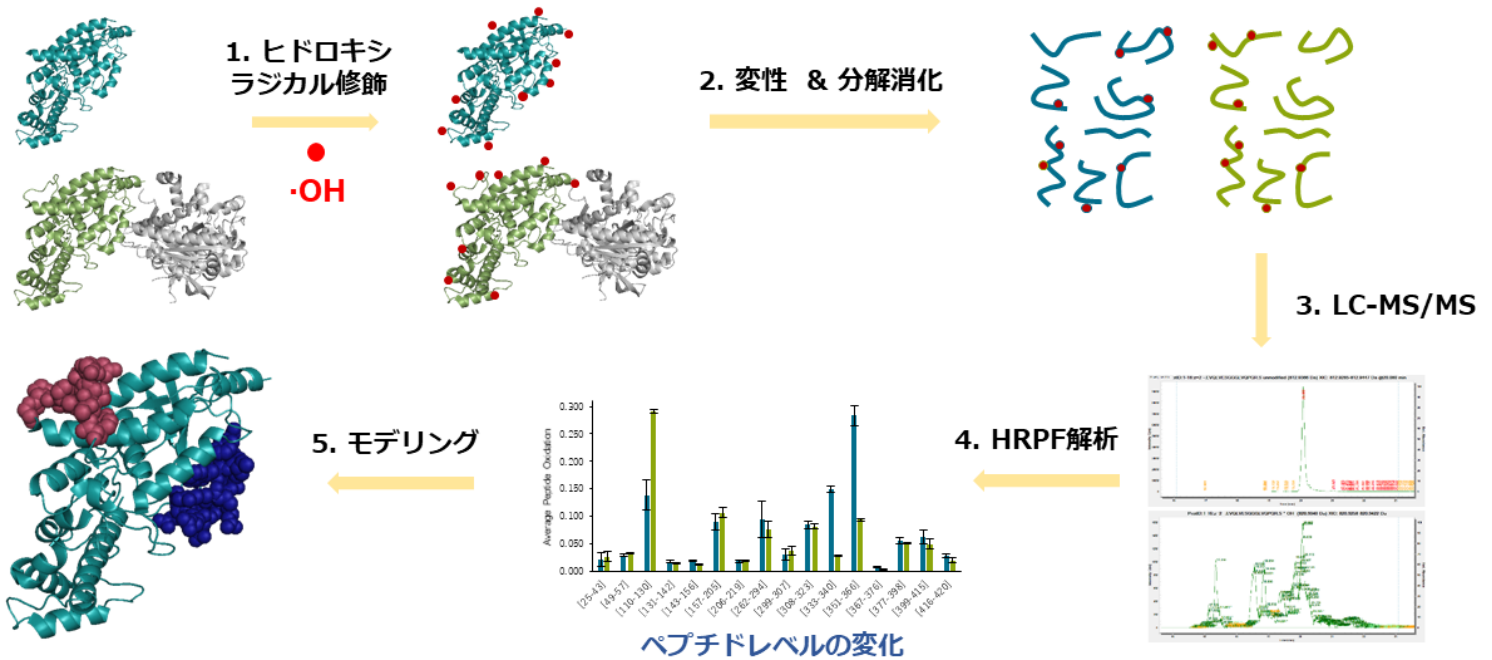 1. ヒドロキシ
ラジカル修飾
·OH
2. 変性 & 分解消化
3. LC-MS/MS
4. HRPF解析
5. モデリング
Average Peptide Oxidation
0.300
0.250
0.200
0.150
0.100
0.050
0.000
[25-43]
[49-57]
[110-130]
[131-142]
[143-156]
[157-205]
[206-219]
[262-294]
[299-307]
[308-323]
[333-340]
[351-366]
[367-376]
[377-398]
[399-415]
[416-420]
ペプチドレベルの変化